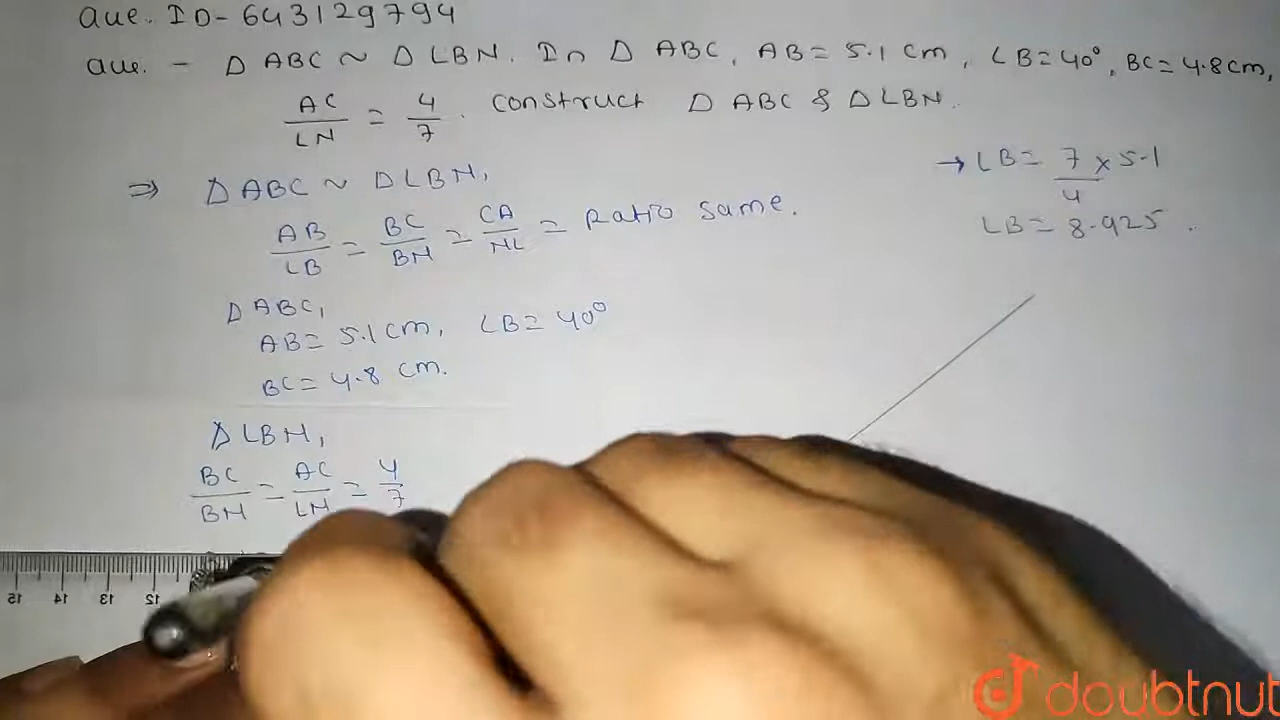 Que. ID- 643129794
Que. - Δ ABC ~ Δ LBN. In Δ ABC, AB = 5.1 cm, ∠B = 40°, BC = 4.8 cm,
AC/LN = 4/7. construct Δ ABC & Δ LBN.
⇒ Δ ABC ~ Δ LBN,
AB/LB = BC/BN = CA/NL = Ratio same.
Δ ABC,
AB = 5.1 cm, ∠B = 40°
BC = 4.8 cm.
Δ LBN,
BC/BN = AC/LN = 4/7
→ LB = 7/4 × 5.1
LB = 8.925.
15 14 13 12
doubtnut